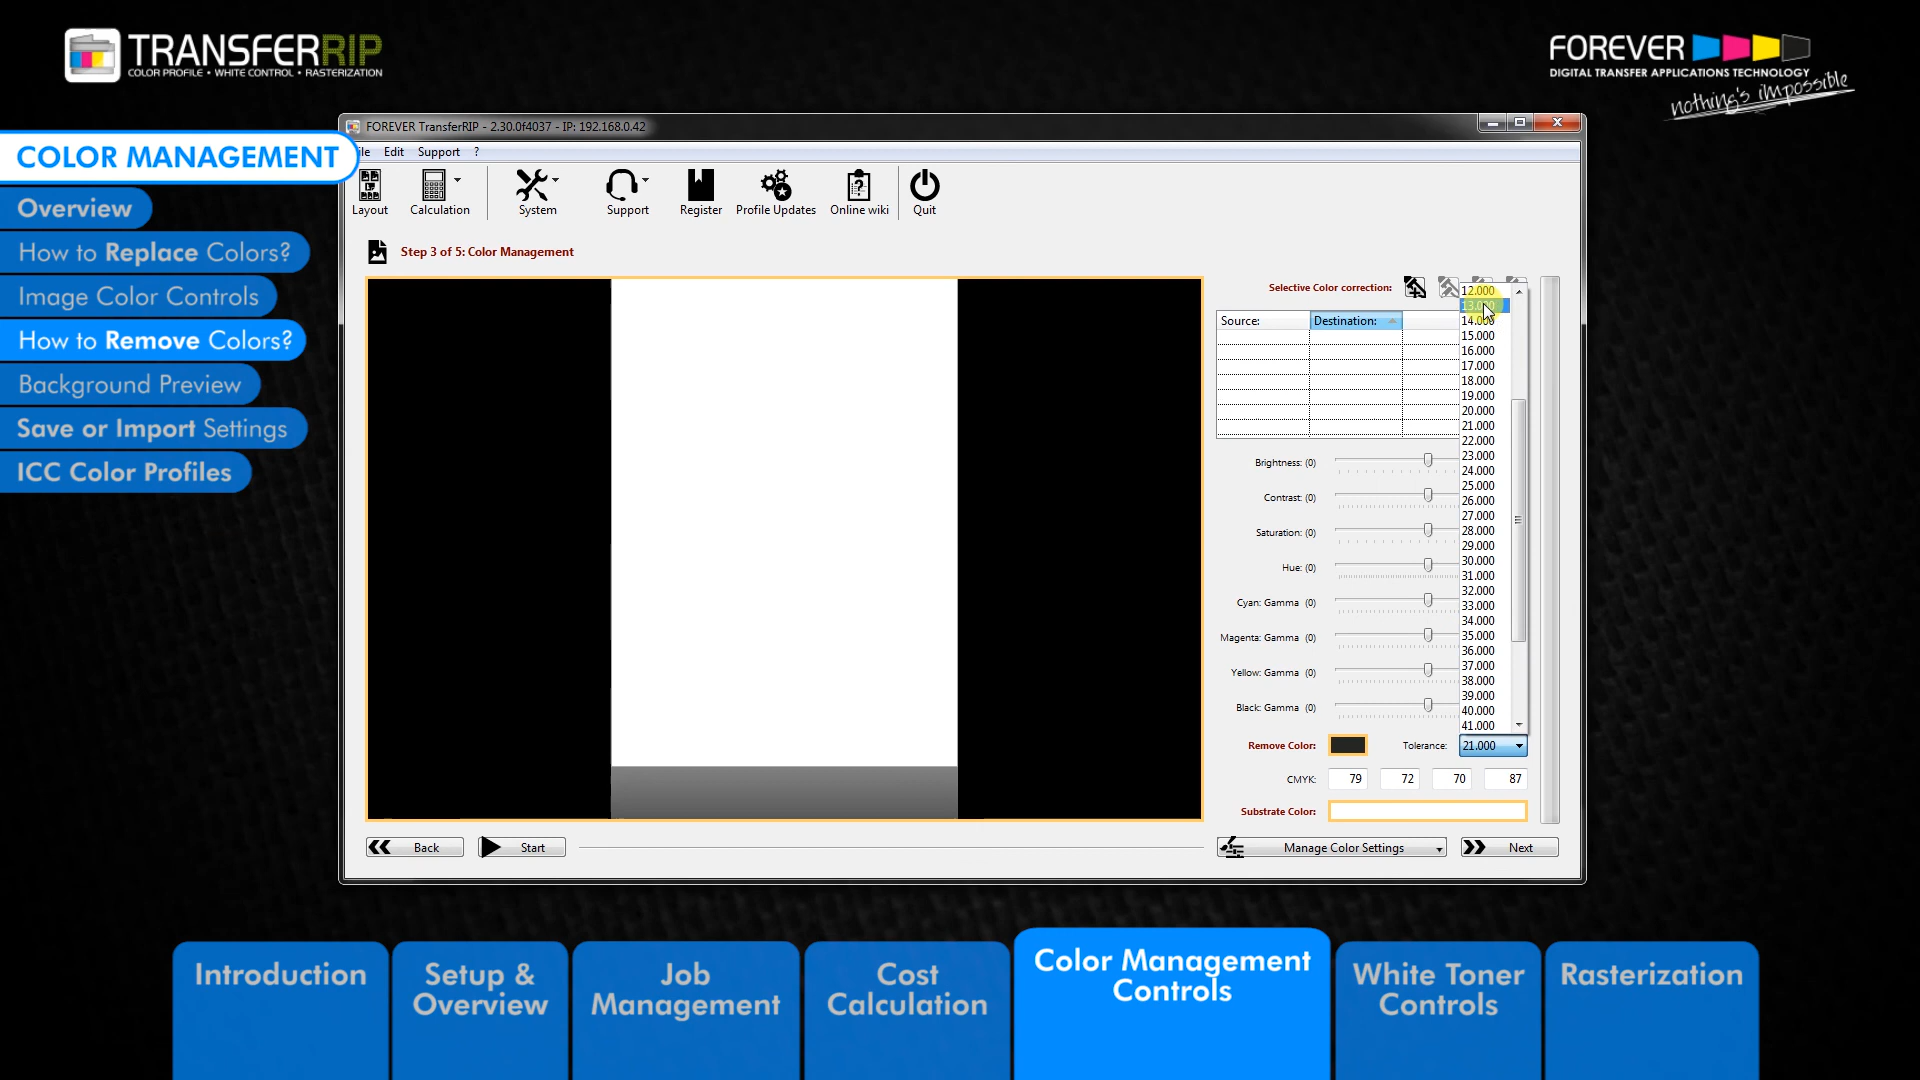 TRANSFERRIP
COLOR PROFILE • WHITE CONTROL • RASTERIZATION
FOREVER
DIGITAL TRANSFER APPLICATIONS TECHNOLOGY
nothing's impossible
COLOR MANAGEMENT
Overview
How to Replace Colors?
Image Color Controls
How to Remove Colors?
Background Preview
Save or Import Settings
ICC Color Profiles
FOREVER TransferRIP - 2.30.0f4037 - IP: 192.168.0.42
ile Edit Support ?
Layout Calculation System Support Register Profile Updates Online wiki Quit
Step 3 of 5: Color Management
Selective Color correction:
Source: Destination:
12.000
13.000
14.000
15.000
16.000
17.000
18.000
19.000
20.000
21.000
22.000
23.000
24.000
25.000
26.000
27.000
28.000
29.000
30.000
31.000
32.000
33.000
34.000
35.000
36.000
37.000
38.000
39.000
40.000
41.000
Brightness: (0)
Contrast: (0)
Saturation: (0)
Hue: (0)
Cyan: Gamma (0)
Magenta: Gamma (0)
Yellow: Gamma (0)
Black: Gamma (0)
Remove Color: Tolerance: 21.000
CMYK: 79 72 70 87
Substrate Color:
Back Start Manage Color Settings Next
Introduction
Setup &
Overview
Job
Management
Cost
Calculation
Color Management
Controls
White Toner
Controls
Rasterization